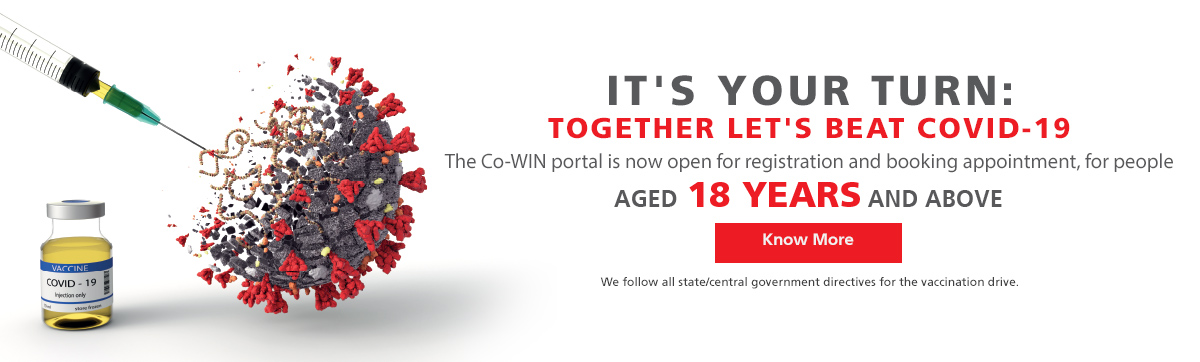 IT'S YOUR TURN:
TOGETHER LET'S BEAT COVID-19
The Co-WIN portal is now open for registration and booking appointment, for people
AGED 18 YEARS AND ABOVE
Know More
We follow all state/central government directives for the vaccination drive.
VACCINE
COVID - 19
Injection only
store frozen